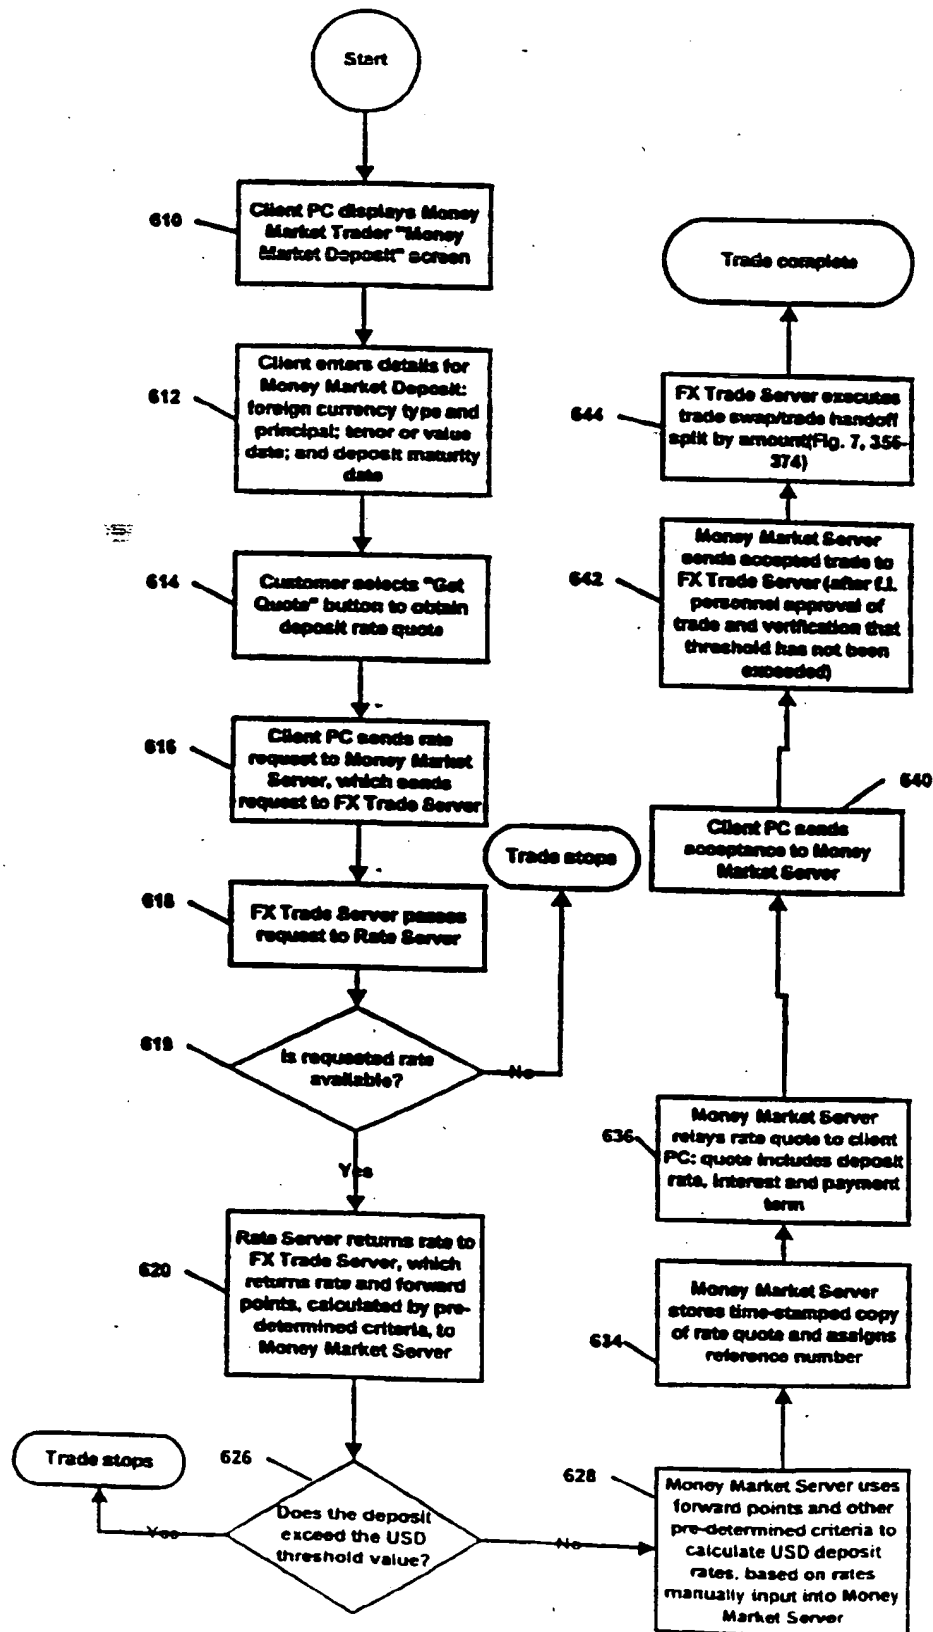 Start
610
Client PC displays Money
Market Trader "Money
Market Deposit" screen
612
Client enters details for
Money Market Deposit:
foreign currency type and
principal; tenor or value
date; and deposit maturity
date
614
Customer selects "Get
Quote" button to obtain
deposit rate quote
616
Client PC sends rate
request to Money Market
Server, which sends
request to FX Trade Server
618
FX Trade Server passes
request to Rate Server
619
Is requested rate
available?
No
Trade stops
Yes
620
Rate Server returns rate to
FX Trade Server, which
returns rate and forward
points, calculated by pre-
determined criteria, to
Money Market Server
626
Does the deposit
exceed the USD
threshold value?
Yes
Trade stops
No
628
Money Market Server uses
forward points and other
pre-determined criteria to
calculate USD deposit
rates, based on rates
manually input into Money
Market Server
634
Money Market Server
stores time-stamped copy
of rate quote and assigns
reference number
636
Money Market Server
relays rate quote to client
PC: quote includes deposit
rate, interest and payment
term
640
Client PC sends
acceptance to Money
Market Server
642
Money Market Server
sends accepted trade to
FX Trade Server (after f.i.
personnel approval of
trade and verification that
threshold has not been
exceeded)
644
FX Trade Server executes
trade swap/trade handoff
split by amount(Fig. 7, 356-
374)
Trade complete